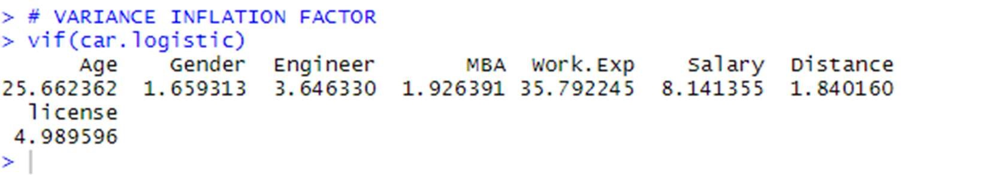 > # VARIANCE INFLATION FACTOR
> vif(car.logistic)
Age Gender Engineer MBA Work.Exp Salary Distance
25.662362 1.659313 3.646330 1.926391 35.792245 8.141355 1.840160
license
4.989596
>